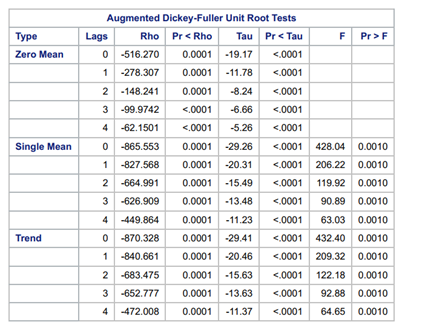 Augmented Dickey-Fuller Unit Root Tests
Type Lags Rho Pr < Rho Tau Pr < Tau F Pr > F
Zero Mean 0 -516.270 0.0001 -19.17 <.0001
1 -278.307 0.0001 -11.78 <.0001
2 -148.241 0.0001 -8.24 <.0001
3 -99.9742 <.0001 -6.66 <.0001
4 -62.1501 <.0001 -5.26 <.0001
Single Mean 0 -865.553 0.0001 -29.26 <.0001 428.04 0.0010
1 -827.568 0.0001 -20.31 <.0001 206.22 0.0010
2 -664.991 0.0001 -15.49 <.0001 119.92 0.0010
3 -626.909 0.0001 -13.48 <.0001 90.89 0.0010
4 -449.864 0.0001 -11.23 <.0001 63.03 0.0010
Trend 0 -870.328 0.0001 -29.41 <.0001 432.40 0.0010
1 -840.661 0.0001 -20.46 <.0001 209.32 0.0010
2 -683.475 0.0001 -15.63 <.0001 122.18 0.0010
3 -652.777 0.0001 -13.63 <.0001 92.88 0.0010
4 -472.008 0.0001 -11.37 <.0001 64.65 0.0010